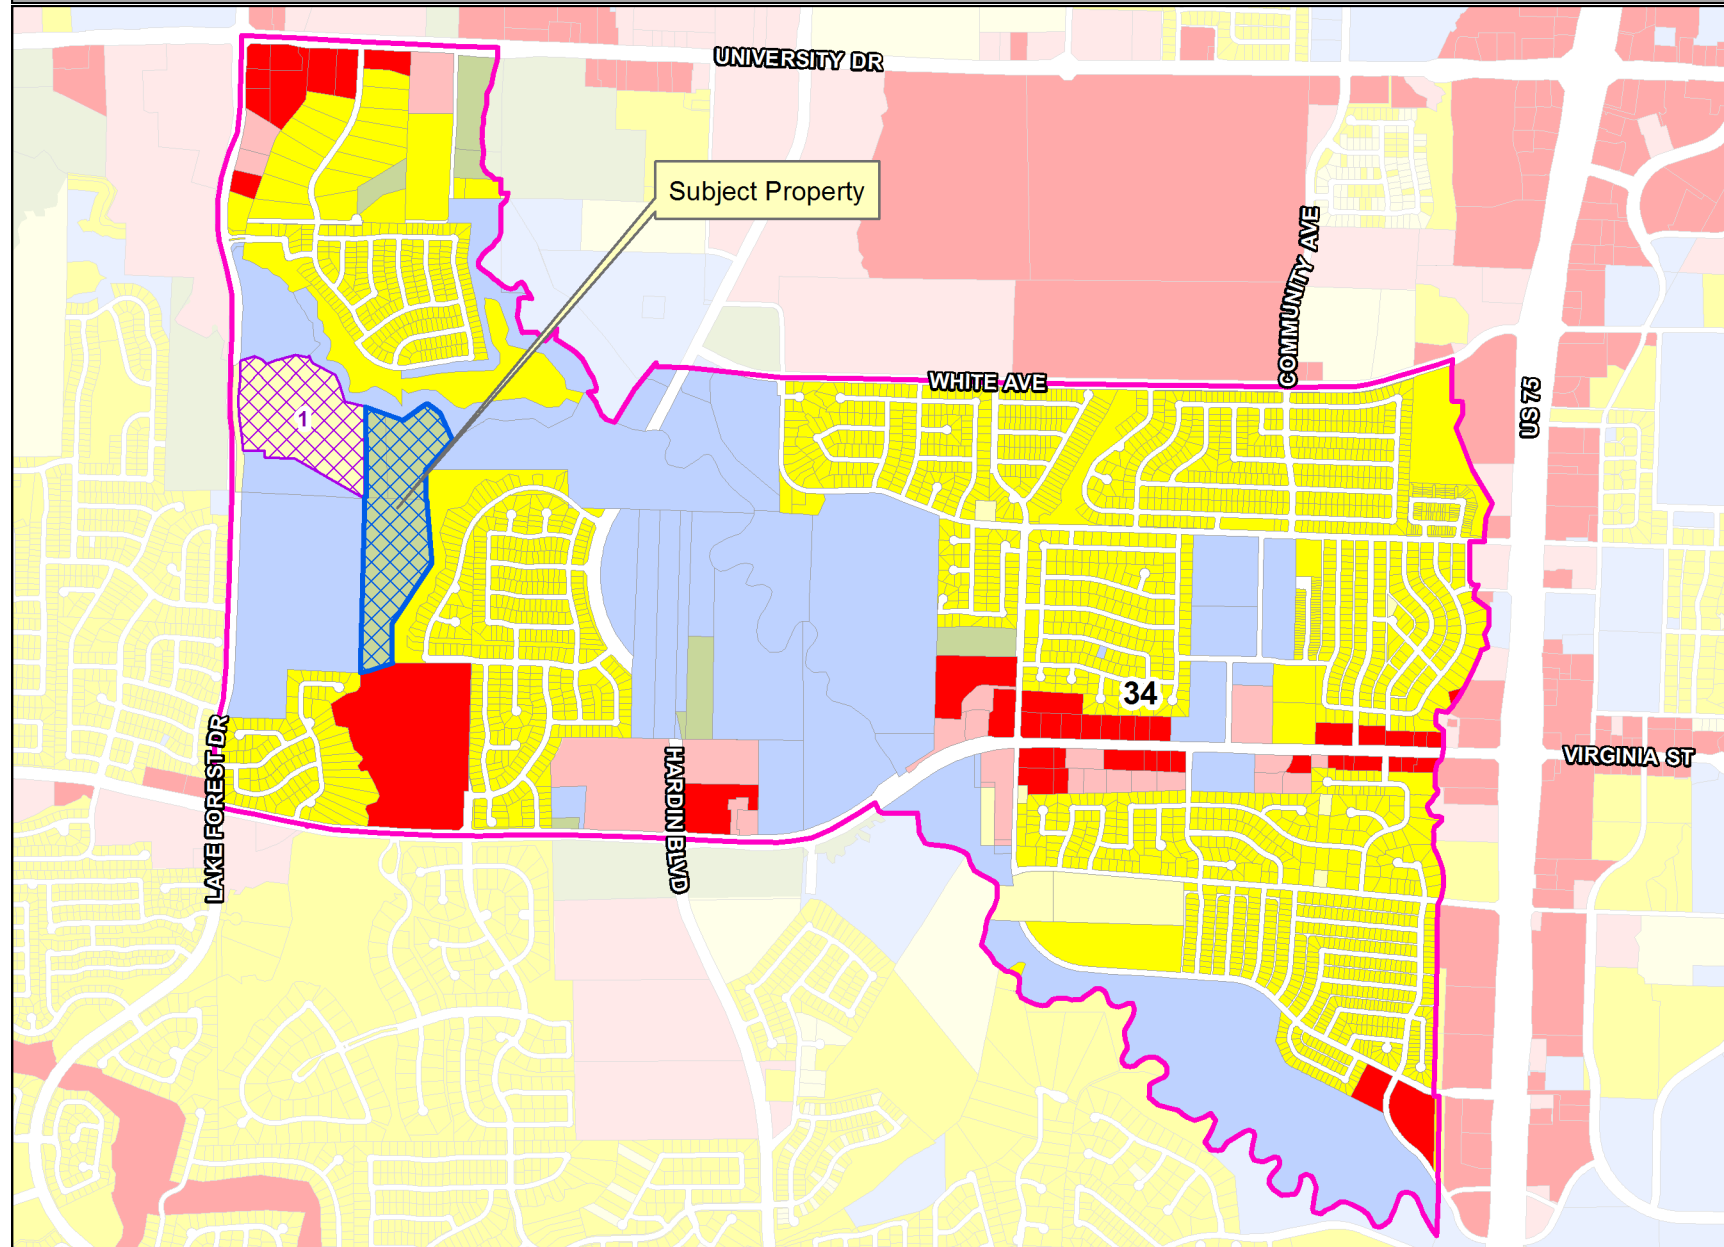 UNIVERSITY DR
Subject Property
COMMUNITY AVE
WHITE AVE
US 75
1
34
LAKE FOREST DR
HARDIN BLVD
VIRGINIA ST